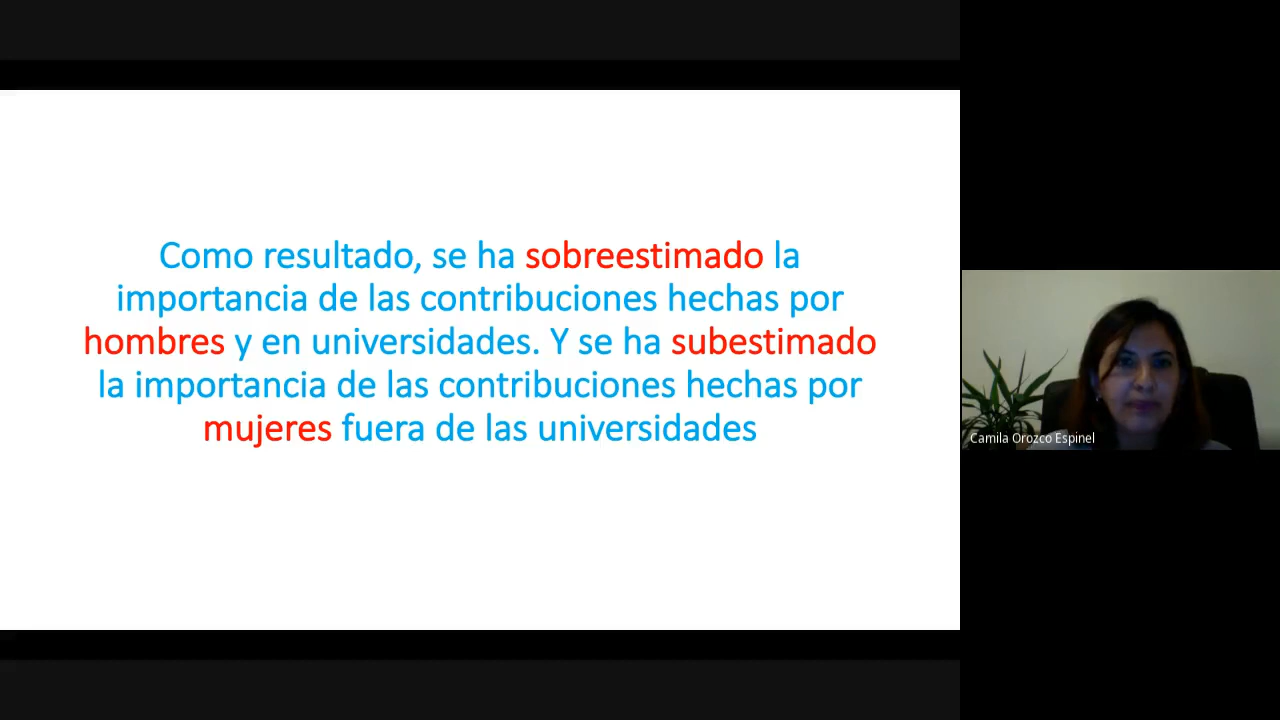 Como resultado, se ha sobreestimado la
importancia de las contribuciones hechas por
hombres y en universidades. Y se ha subestimado
la importancia de las contribuciones hechas por
mujeres fuera de las universidades
Camila Orozco Espinel